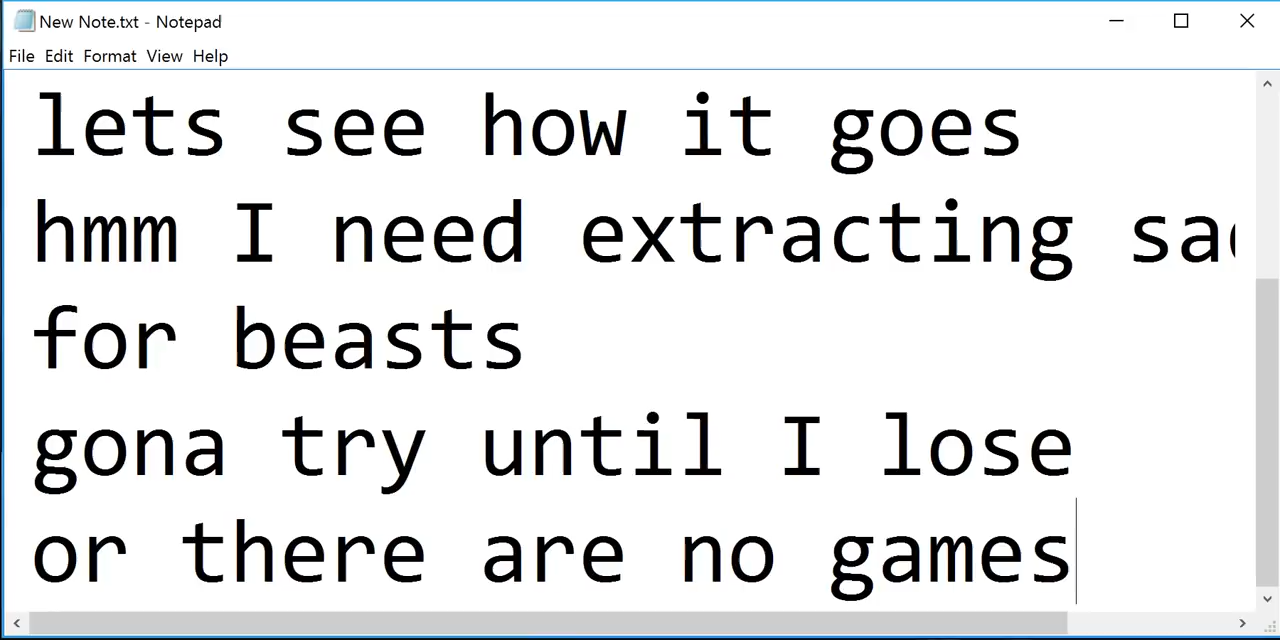 New Note.txt - Notepad
File Edit Format View Help
lets see how it goes
hmm I need extracting
for beasts
gona try until I lose
or there are no games